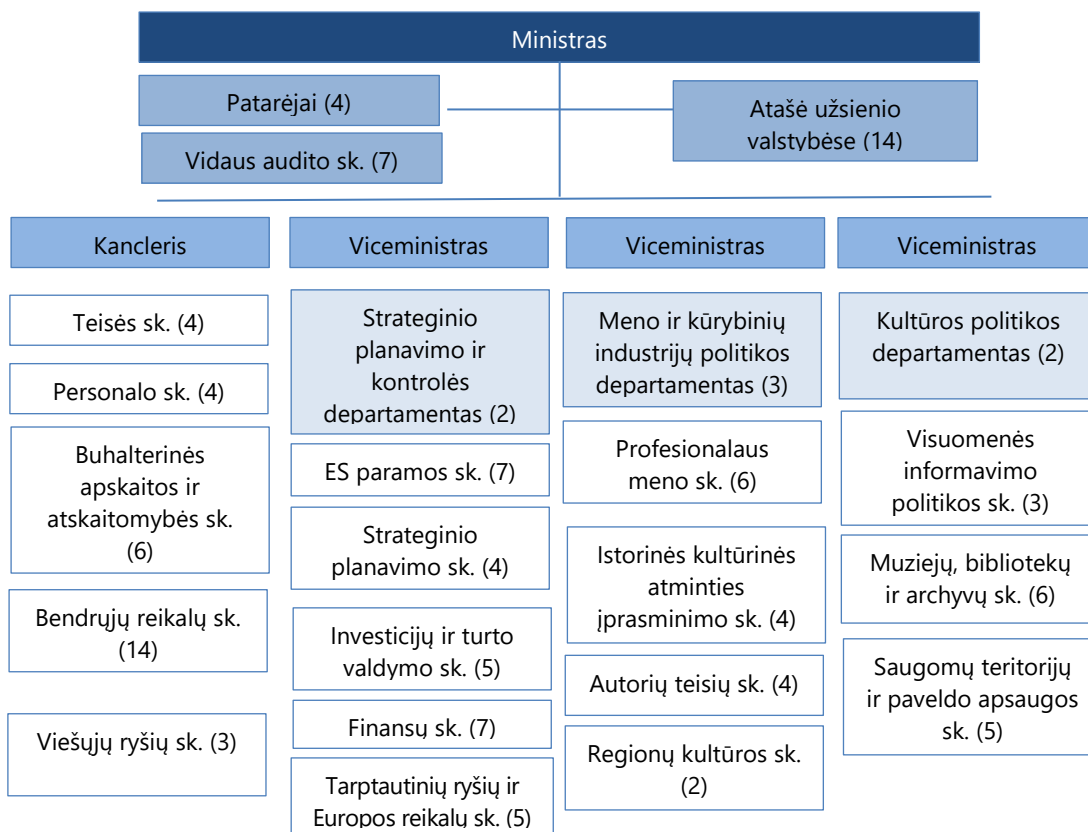 Ministras
Patarėjai (4)
Vidaus audito sk. (7)
Atašė užsienio
valstybėse (14)
Kancleris
Teisės sk. (4)
Personalo sk. (4)
Buhalterinės
apskaitos ir
atskaitomybės sk.
(6)
Bendrųjų reikalų sk.
(14)
Viešųjų ryšių sk. (3)
Viceministras
Strateginio
planavimo ir
kontrolės
departamentas (2)
ES paramos sk. (7)
Strateginio
planavimo sk. (4)
Investicijų ir turto
valdymo sk. (5)
Finansų sk. (7)
Tarptautinių ryšių ir
Europos reikalų sk. (5)
Viceministras
Meno ir kūrybinių
industrijų politikos
departamentas (3)
Profesionalaus
meno sk. (6)
Istorinės kultūrinės
atminties
įprasminimo sk. (4)
Autorių teisių sk. (4)
Regionų kultūros sk.
(2)
Viceministras
Kultūros politikos
departamentas (2)
Visuomenės
informavimo
politikos sk. (3)
Muziejų, bibliotekų
ir archyvų sk. (6)
Saugomų teritorijų
ir paveldo apsaugos
sk. (5)